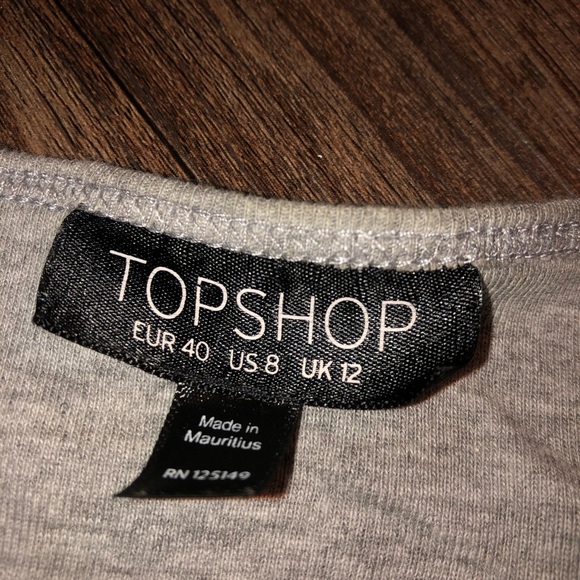 TOPSHOP
EUR 40 US 8 UK 12
Made in
Mauritius
RN 125149